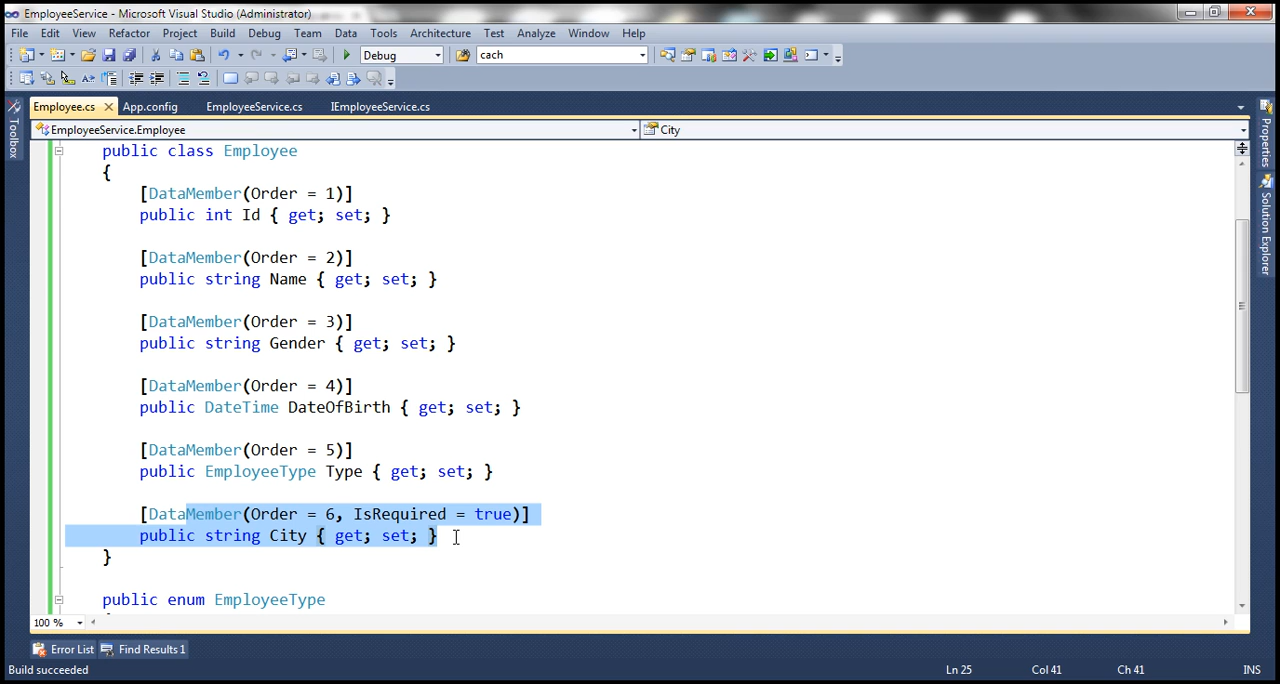 EmployeeService - Microsoft Visual Studio (Administrator)
File Edit View Refactor Project Build Debug Team Data Tools Architecture Test Analyze Window Help
Debug cach
Employee.cs App.config EmployeeService.cs IEmployeeService.cs
EmployeeService.Employee City
public class Employee
{
[DataMember(Order = 1)]
public int Id { get; set; }
[DataMember(Order = 2)]
public string Name { get; set; }
[DataMember(Order = 3)]
public string Gender { get; set; }
[DataMember(Order = 4)]
public DateTime DateOfBirth { get; set; }
[DataMember(Order = 5)]
public EmployeeType Type { get; set; }
[DataMember(Order = 6, IsRequired = true)]
public string City { get; set; }
}
public enum EmployeeType
100 %
Error List Find Results 1
Build succeeded Ln 25 Col 41 Ch 41 INS
Toolbox
Properties
Solution Explorer